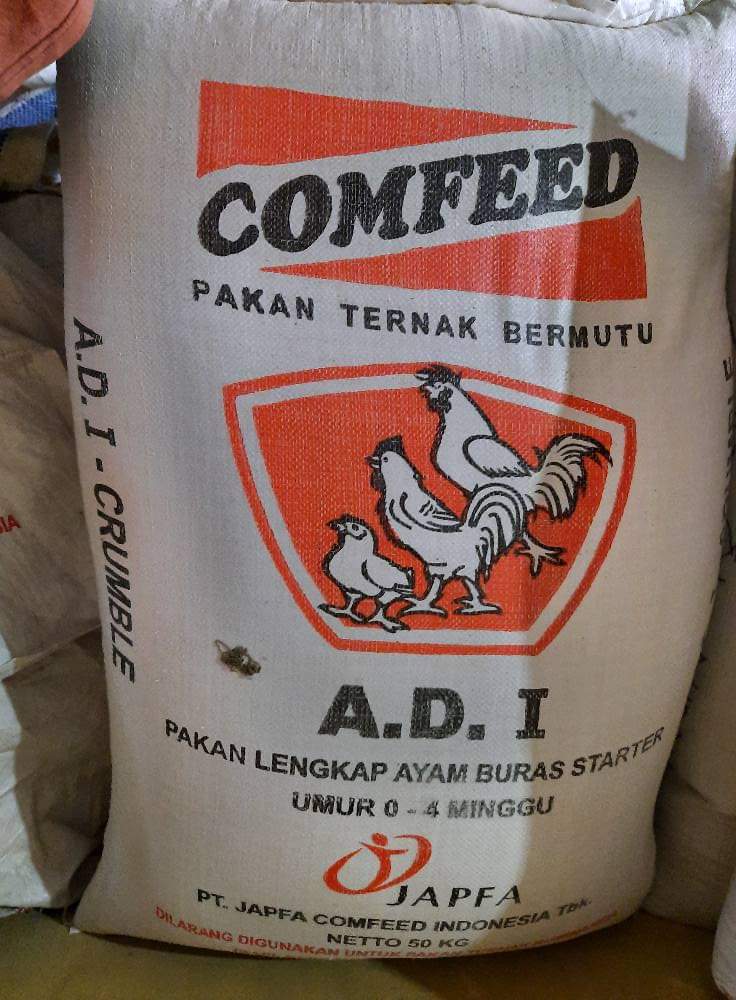 COMFEED
PAKAN TERNAK BERMUTU
A.D. I - CRUMBLE
A.D. I
PAKAN LENGKAP AYAM BURAS STARTER
UMUR 0 - 4 MINGGU
JAPFA
PT. JAPFA COMFEED INDONESIA Tbk.
NETTO 50 KG
DILARANG DIGUNAKAN UNTUK PAKAN